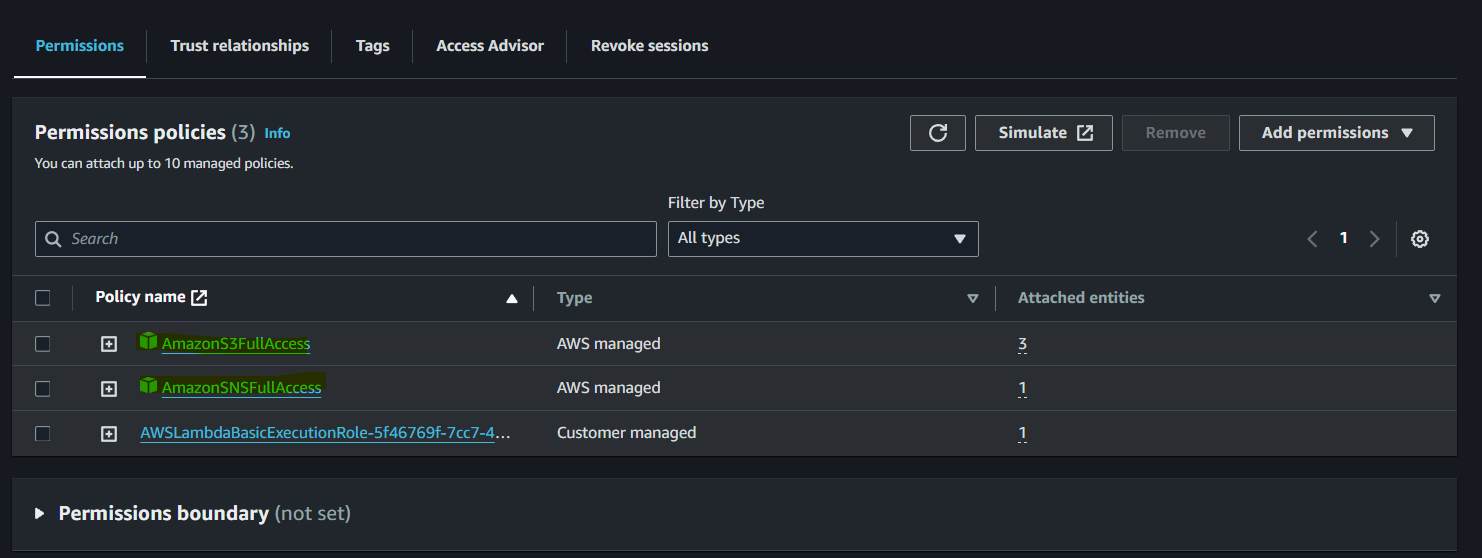 Permissions Trust relationships Tags Access Advisor Revoke sessions
Permissions policies (3) Info
Simulate Remove Add permissions
You can attach up to 10 managed policies.
Filter by Type
Search All types 1
Policy name Type Attached entities
AmazonS3FullAccess AWS managed 3
AmazonSNSFullAccess AWS managed 1
AWSLambdaBasicExecutionRole-5f46769f-7cc7-4... Customer managed 1
Permissions boundary (not set)